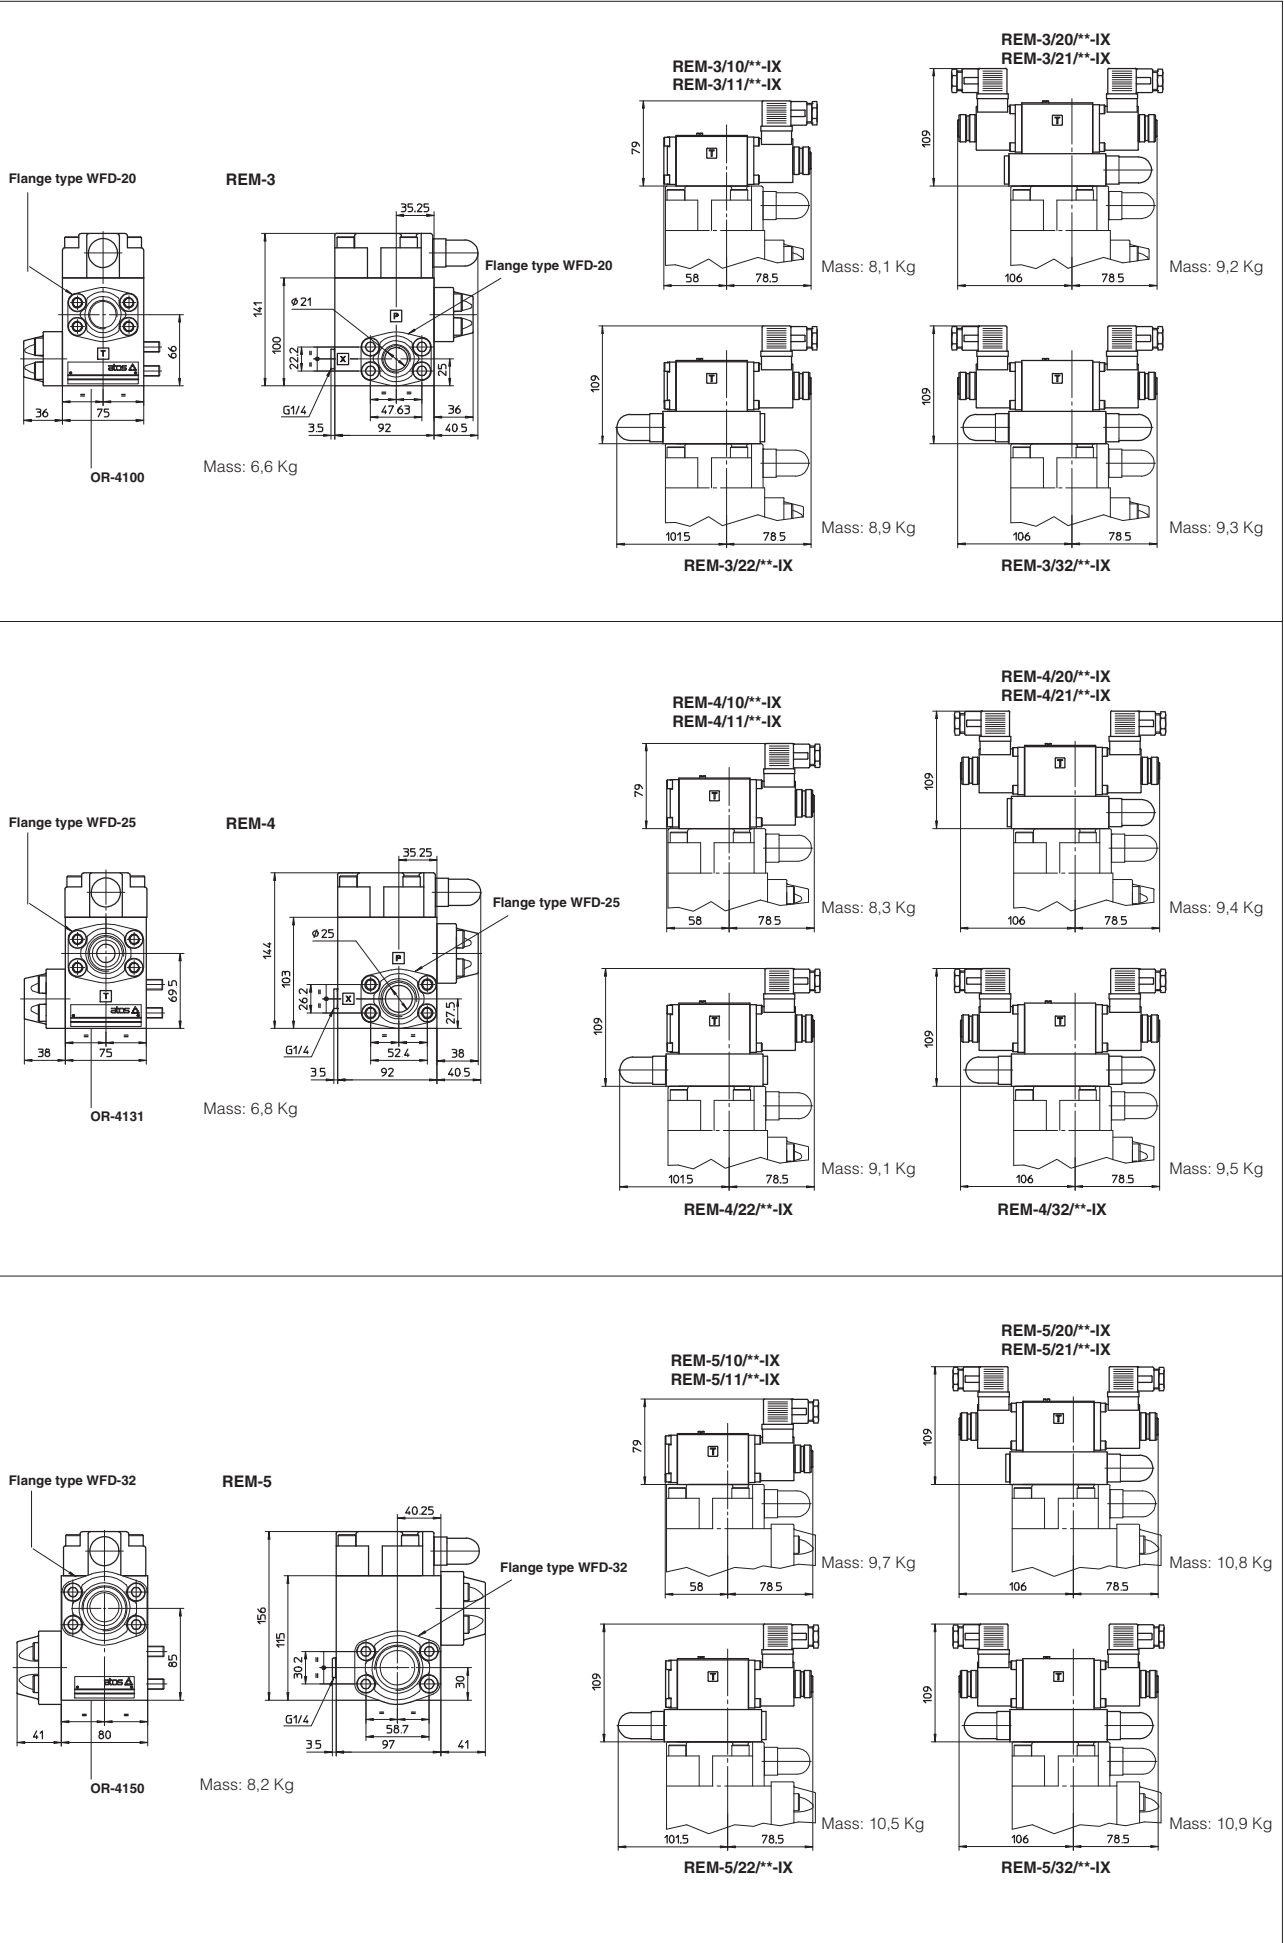 REM-3/20/**-IX
REM-3/21/**-IX
REM-3/10/**-IX
REM-3/11/**-IX
109
79
T
T
Flange type WFD-20
REM-3
35.25
Flange type WFD-20
Mass: 8,1 Kg
Mass: 9,2 Kg
58
78.5
106
78.5
141
100
ø 21
P
X
22.2
=
=
25
66
T
atos
=
=
=
=
G1/4
47.63
36
36
75
3.5
92
40.5
Mass: 6,6 Kg
OR-4100
109
T
109
T
Mass: 8,9 Kg
Mass: 9,3 Kg
101.5
78.5
106
78.5
REM-3/22/**-IX
REM-3/32/**-IX
REM-4/20/**-IX
REM-4/21/**-IX
REM-4/10/**-IX
REM-4/11/**-IX
109
79
T
T
Flange type WFD-25
REM-4
35.25
Flange type WFD-25
Mass: 8,3 Kg
Mass: 9,4 Kg
58
78.5
106
78.5
144
103
ø 25
P
X
26.2
=
=
27.5
69.5
T
atos
=
=
=
=
G1/4
52.4
38
38
75
3.5
92
40.5
Mass: 6,8 Kg
OR-4131
109
T
109
T
Mass: 9,1 Kg
Mass: 9,5 Kg
101.5
78.5
106
78.5
REM-4/22/**-IX
REM-4/32/**-IX
REM-5/20/**-IX
REM-5/21/**-IX
REM-5/10/**-IX
REM-5/11/**-IX
109
79
T
T
Flange type WFD-32
REM-5
40.25
Flange type WFD-32
Mass: 9,7 Kg
Mass: 10,8 Kg
58
78.5
106
78.5
156
115
30.2
=
=
30
85
atos
=
=
=
=
G1/4
58.7
41
80
3.5
97
41
Mass: 8,2 Kg
OR-4150
109
T
109
T
Mass: 10,5 Kg
Mass: 10,9 Kg
101.5
78.5
106
78.5
REM-5/22/**-IX
REM-5/32/**-IX